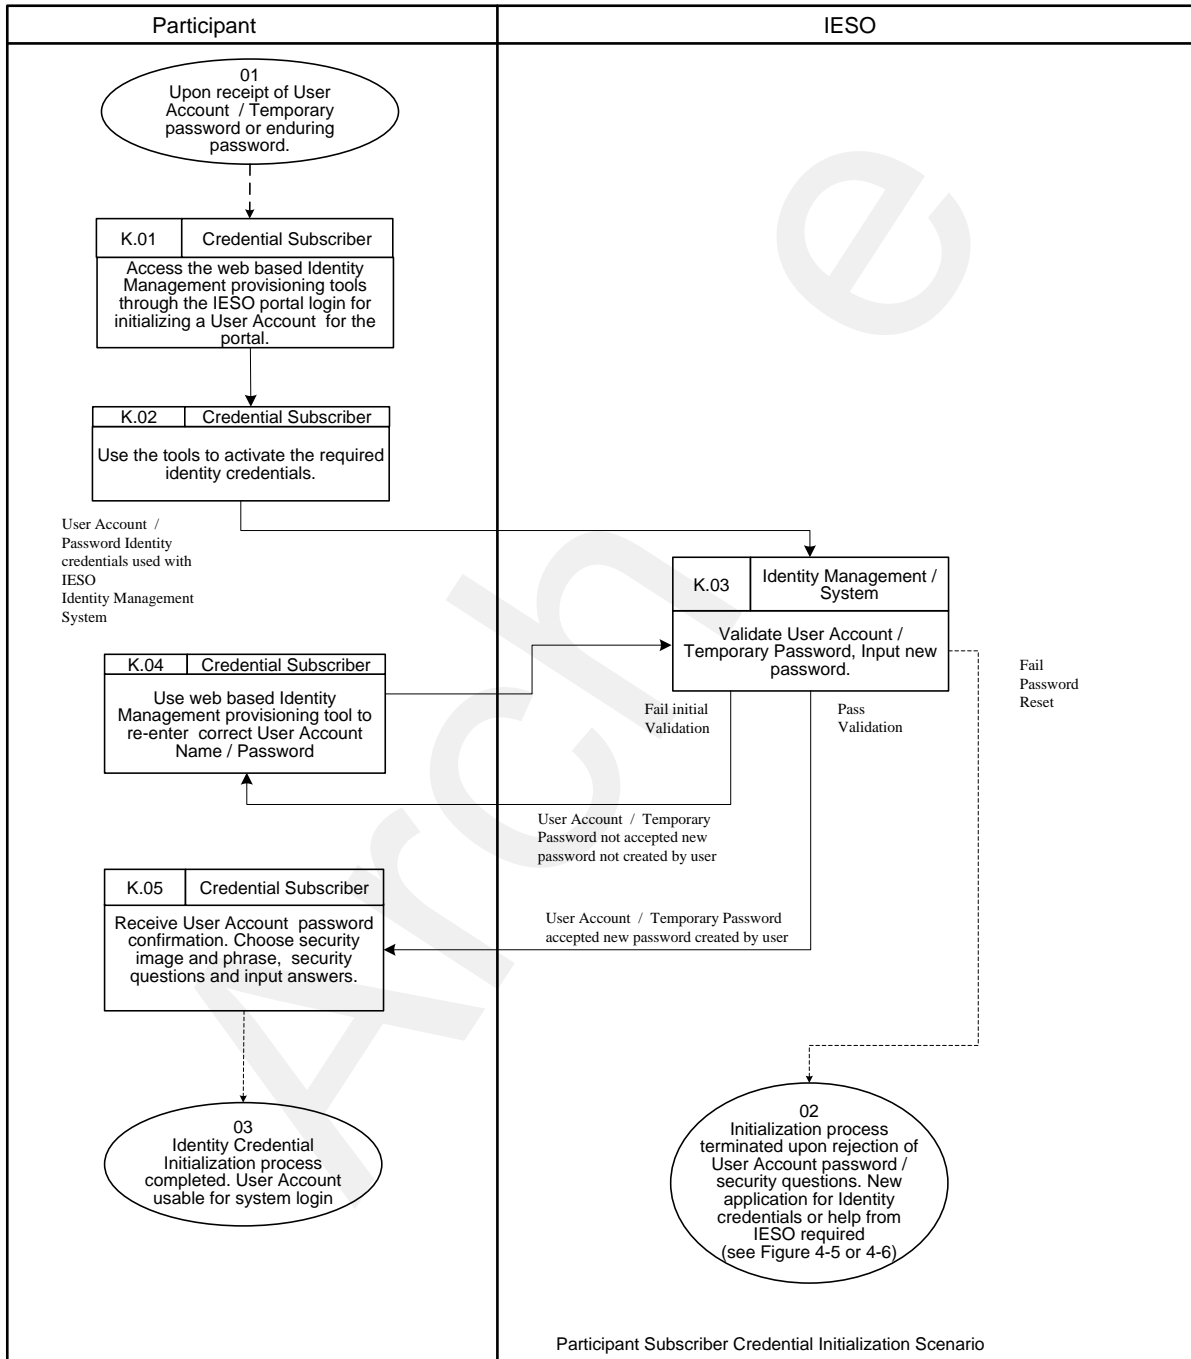 Participant
IESO
01
Upon receipt of User
Account / Temporary
password or enduring
password.
K.01
Credential Subscriber
Access the web based Identity
Management provisioning tools
through the IESO portal login for
initializing a User Account for the
portal.
K.02
Credential Subscriber
Use the tools to activate the required
identity credentials.
User Account /
Password Identity
credentials used with
IESO
Identity Management
System
K.03
Identity Management /
System
Validate User Account /
Temporary Password, Input new
password.
K.04
Credential Subscriber
Use web based Identity
Management provisioning tool to
re-enter correct User Account
Name / Password
Fail initial
Validation
Pass
Validation
Fail
Password
Reset
User Account / Temporary
Password not accepted new
password not created by user
K.05
Credential Subscriber
Receive User Account password
confirmation. Choose security
image and phrase, security
questions and input answers.
User Account / Temporary Password
accepted new password created by user
03
Identity Credential
Initialization process
completed. User Account
usable for system login
02
Initialization process
terminated upon rejection of
User Account password /
security questions. New
application for Identity
credentials or help from
IESO required
(see Figure 4-5 or 4-6)
Participant Subscriber Credential Initialization Scenario
Arch e